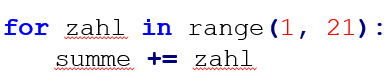 for zahl in range(1, 21):
    summe += zahl